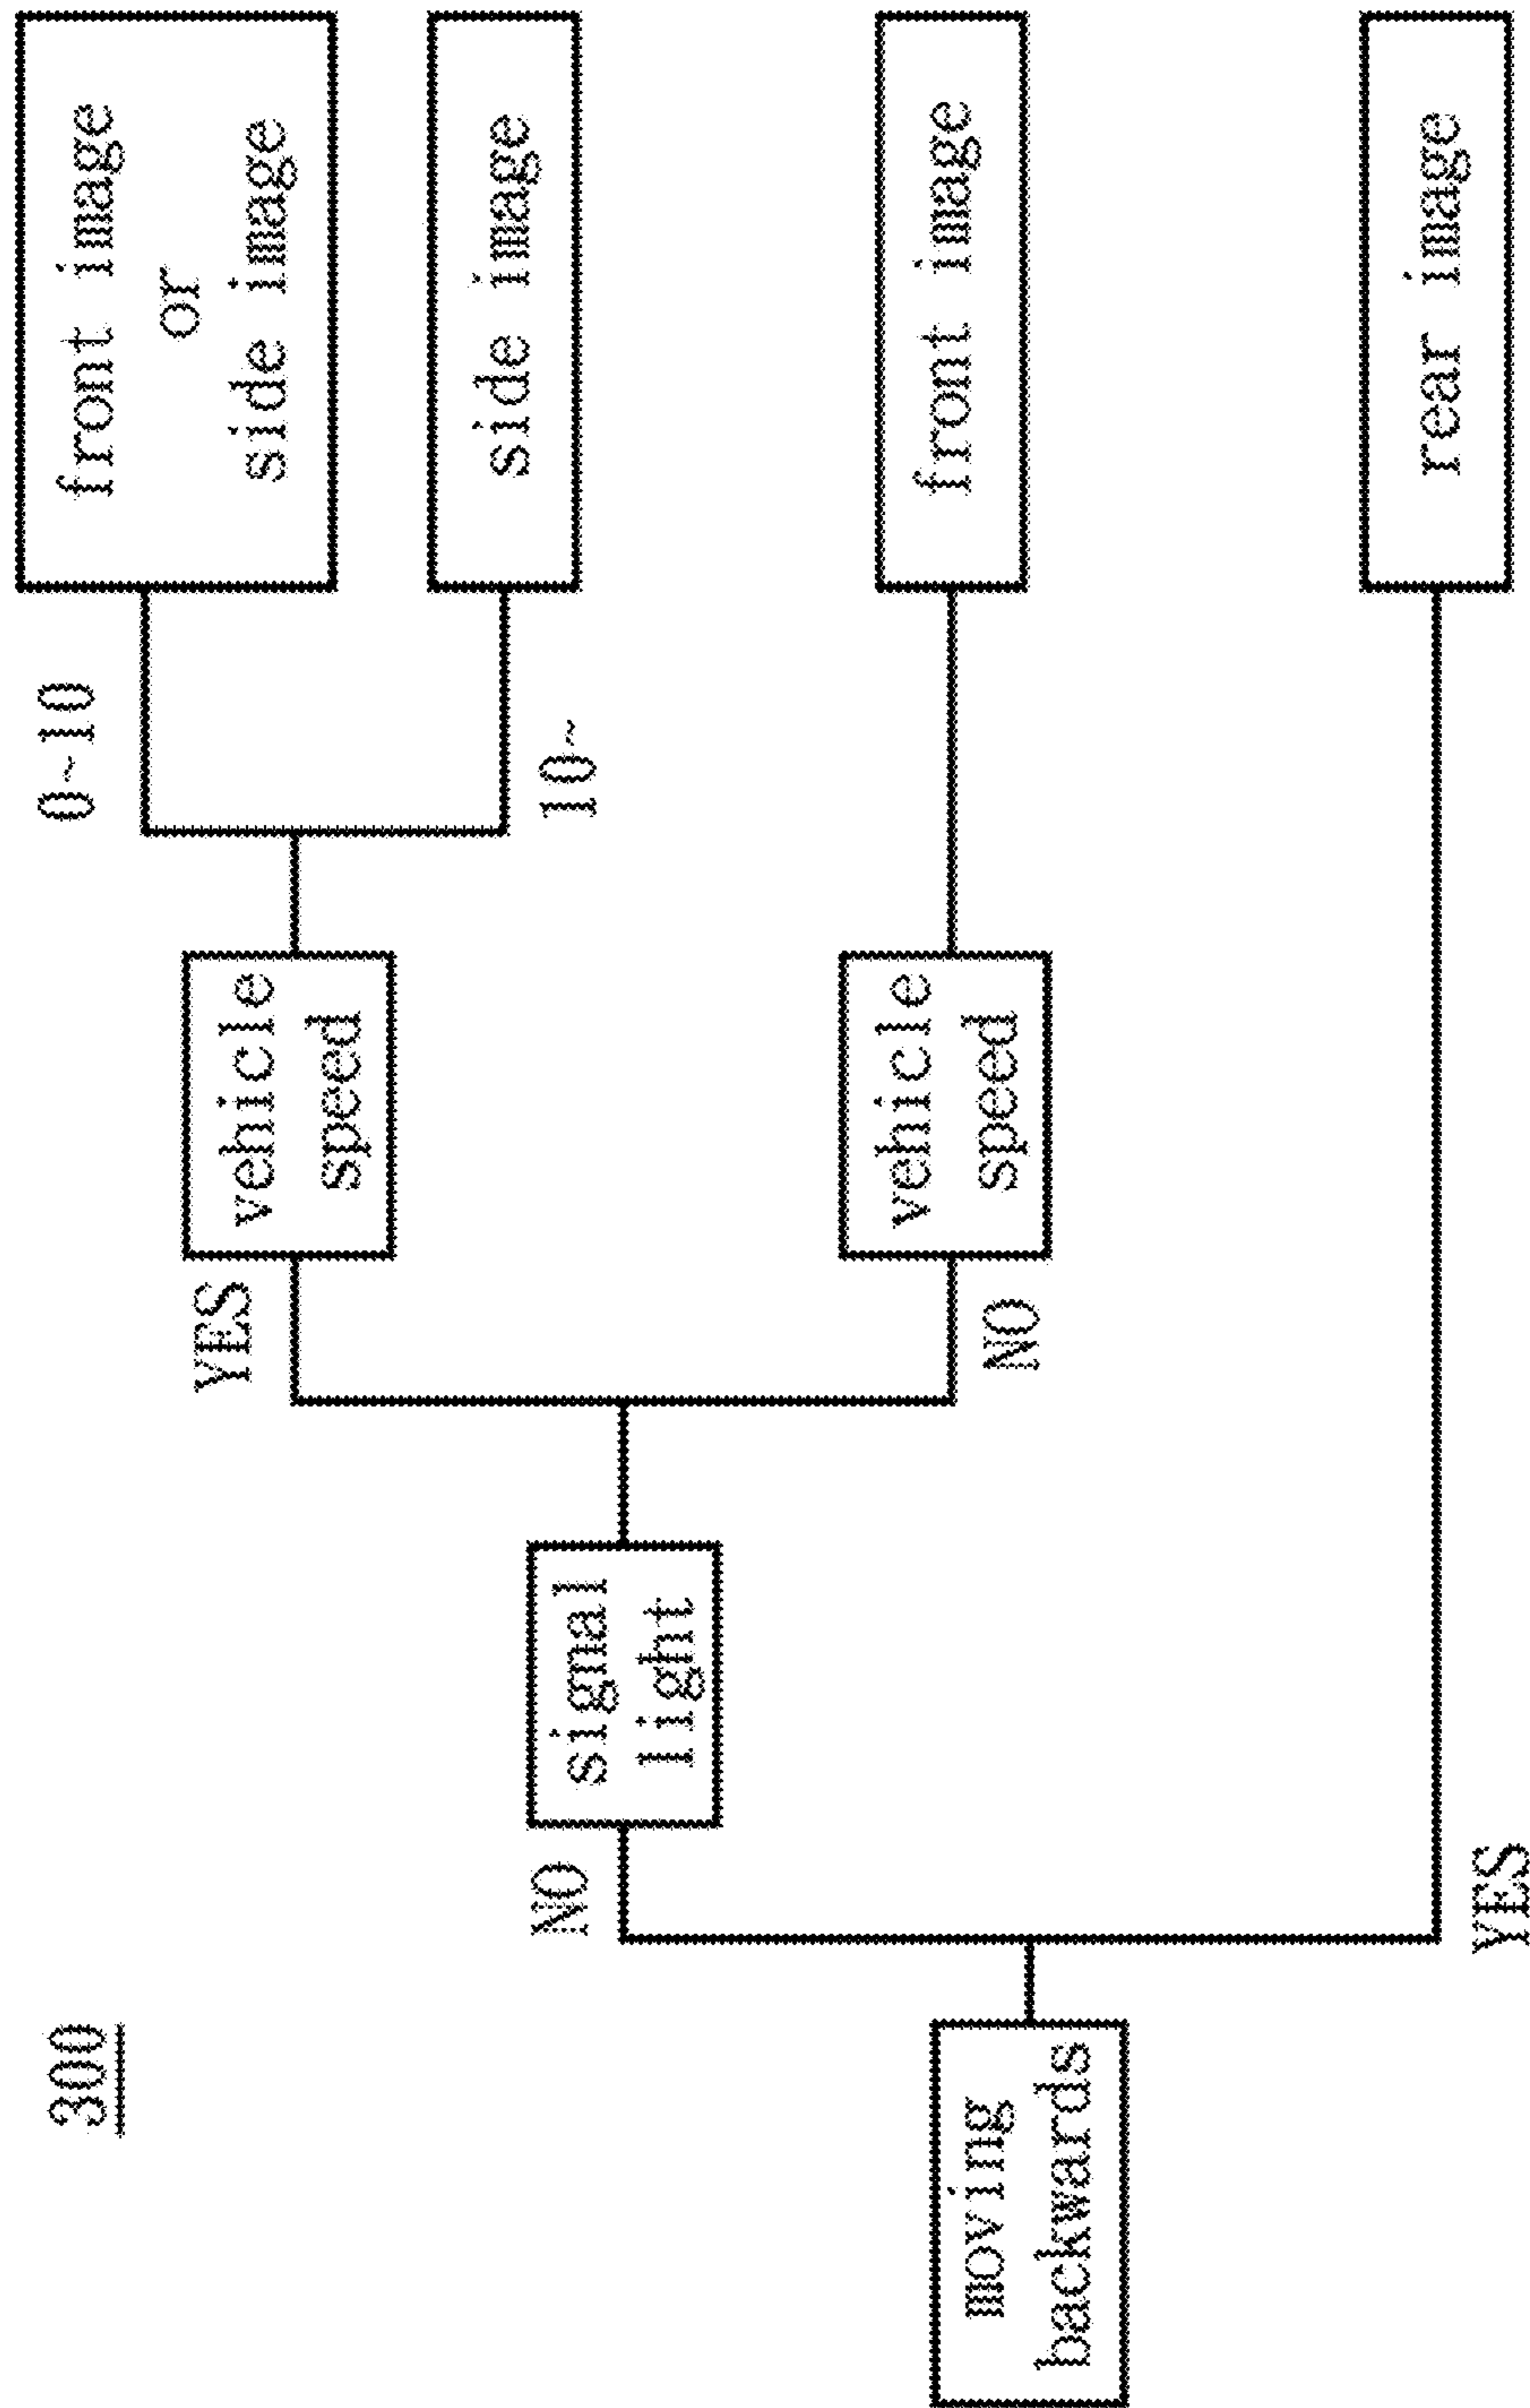 300
moving
backwards
NO
YES
signal
light
YES
NO
vehicle
speed
vehicle
speed
0~10
10~
front image
or
side image
side image
front image
rear image